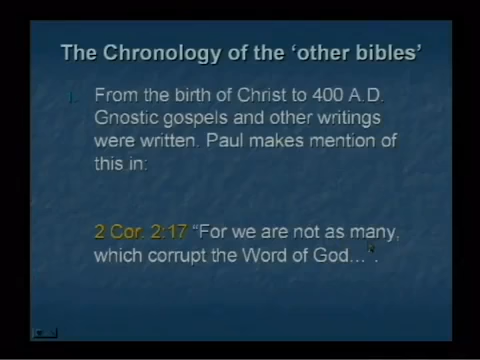 The Chronology of the ‘other bibles’
1. From the birth of Christ to 400 A.D.
Gnostic gospels and other writings
were written. Paul makes mention of
this in:
2 Cor. 2:17 “For we are not as many,
which corrupt the Word of God…”.